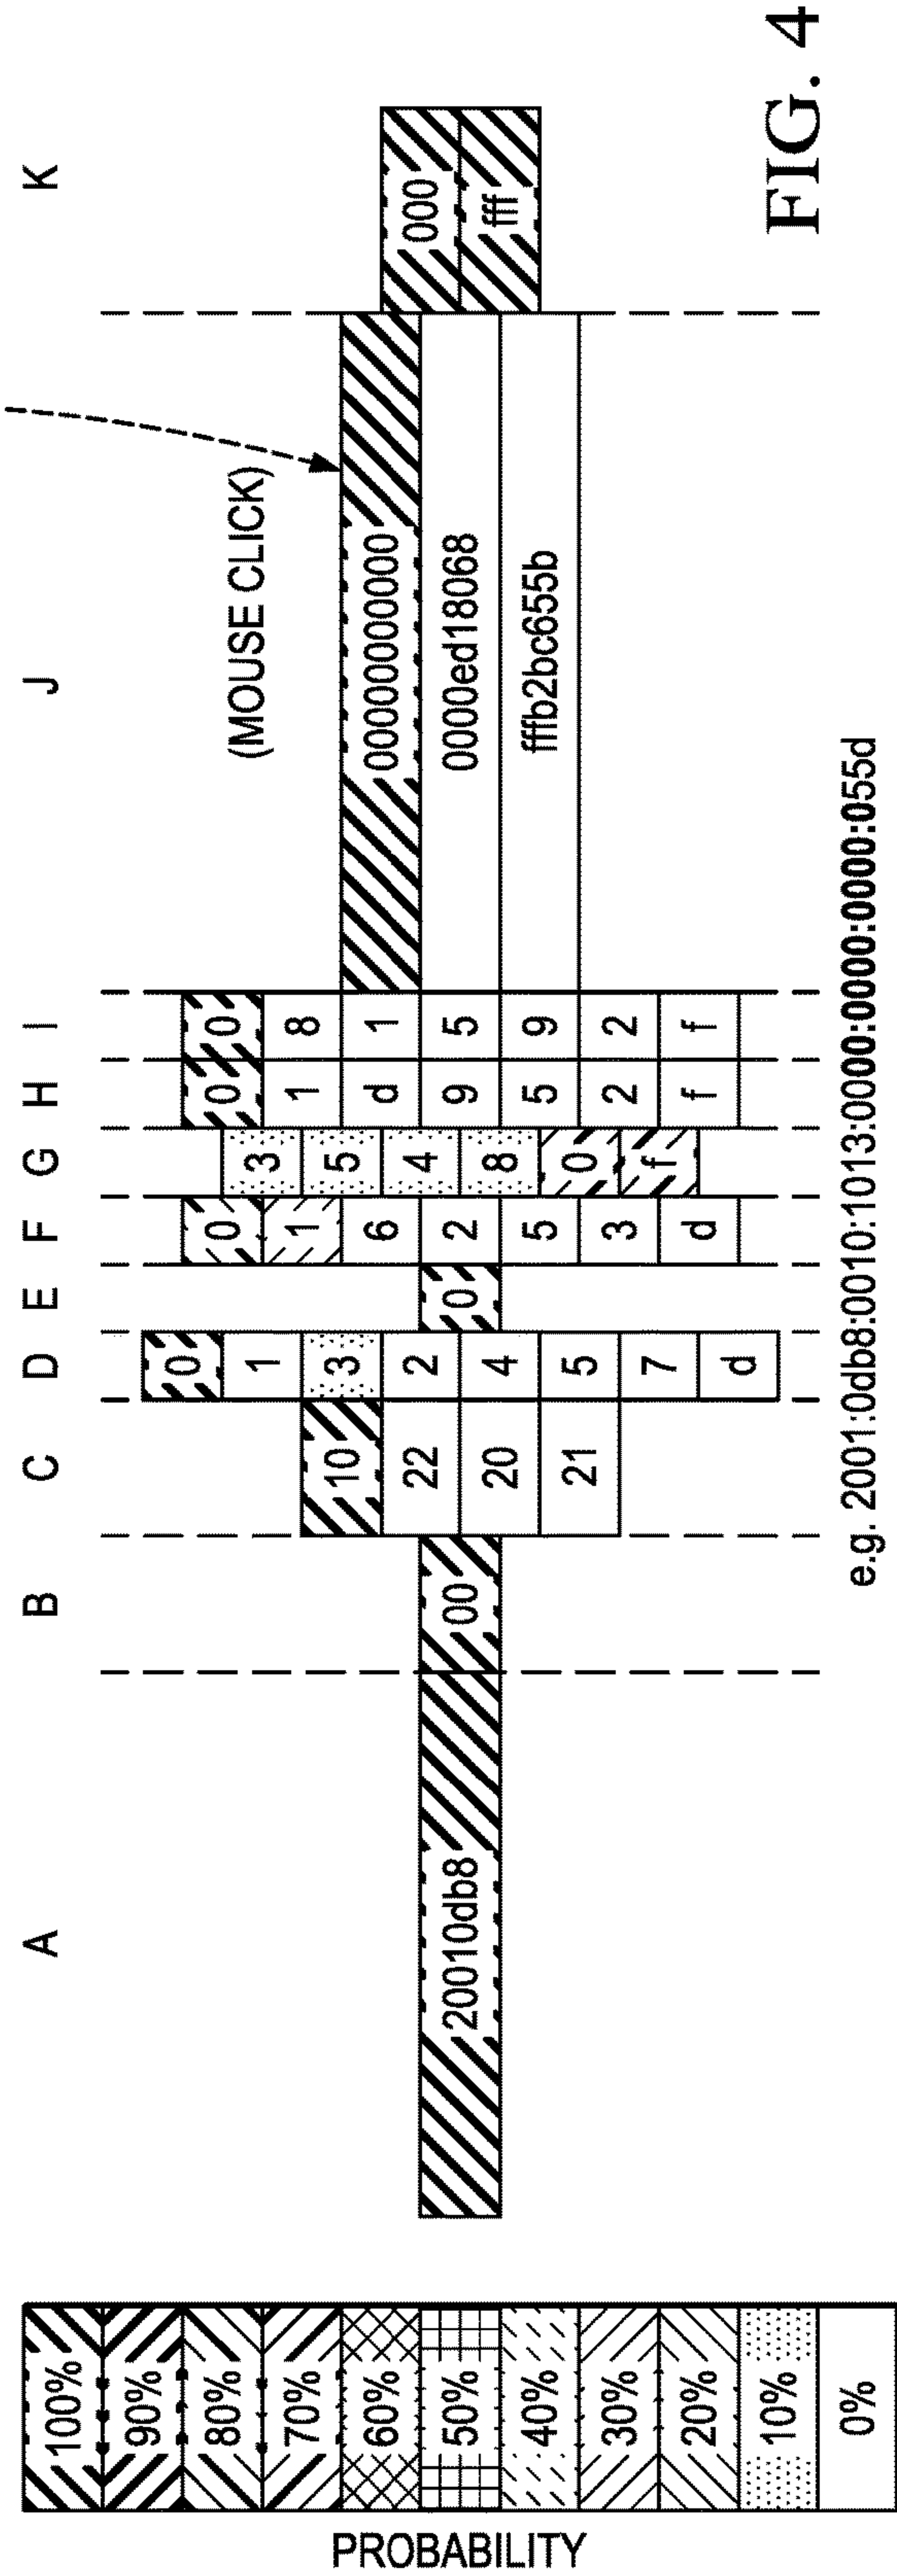 PROBABILITY
100%
90%
80%
70%
60%
50%
40%
30%
20%
10%
0%
A
B
C
D
E
F
G
H
I
J
K
20010db8
00
10
22
20
21
0
1
3
2
4
5
7
d
0
0
1
6
2
5
3
d
3
5
4
8
0
f
0
1
d
9
5
2
f
0
8
1
5
9
2
f
(MOUSE CLICK)
00000000000
0000ed18068
fffb2bc655b
000
fff
e.g. 2001:0db8:0010:1013:0000:0000:0000:055d
FIG. 4